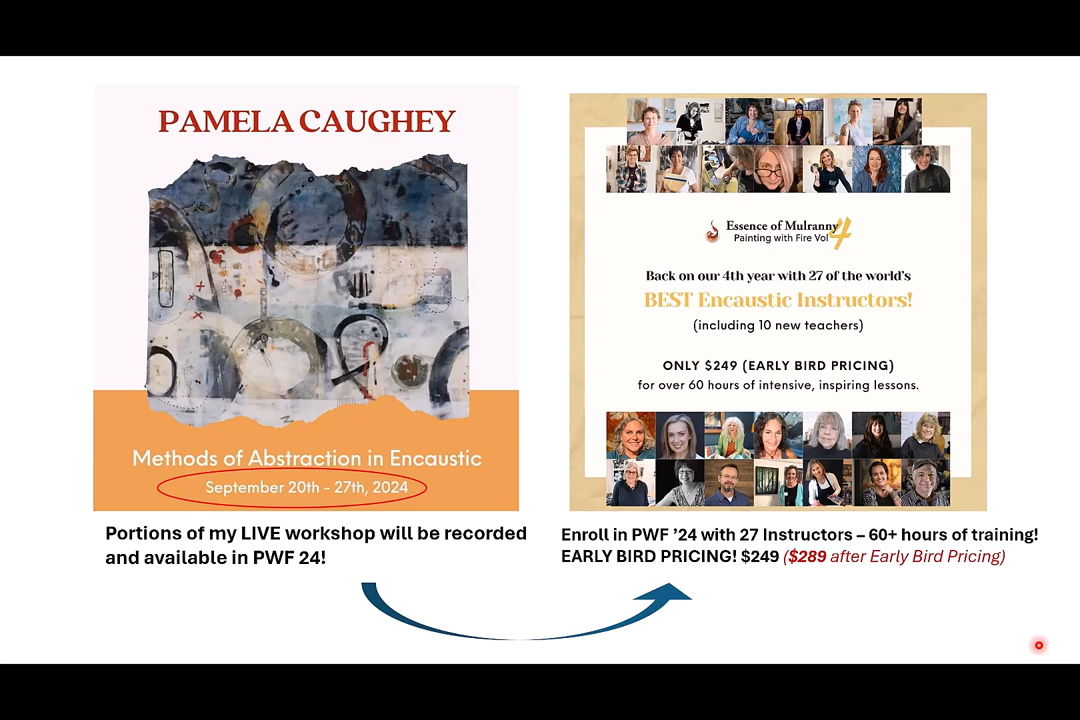 PAMELA CAUGHEY
Methods of Abstraction in Encaustic
September 20th - 27th, 2024
Portions of my LIVE workshop will be recorded
and available in PWF 24!
Essence of Mulranny
Painting with Fire Vol 4
Back on our 4th year with 27 of the world's
BEST Encaustic Instructors!
(including 10 new teachers)
ONLY $249 (EARLY BIRD PRICING)
for over 60 hours of intensive, inspiring lessons.
Enroll in PWF ’24 with 27 Instructors – 60+ hours of training!
EARLY BIRD PRICING! $249 ($289 after Early Bird Pricing)